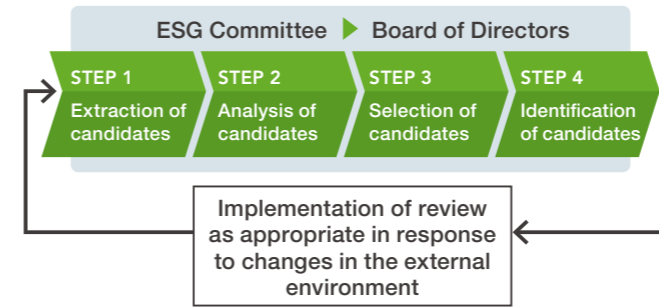 ESG Committee ▶ Board of Directors
STEP 1
Extraction of
candidates
STEP 2
Analysis of
candidates
STEP 3
Selection of
candidates
STEP 4
Identification
of candidates
Implementation of review
as appropriate in response
to changes in the external
environment